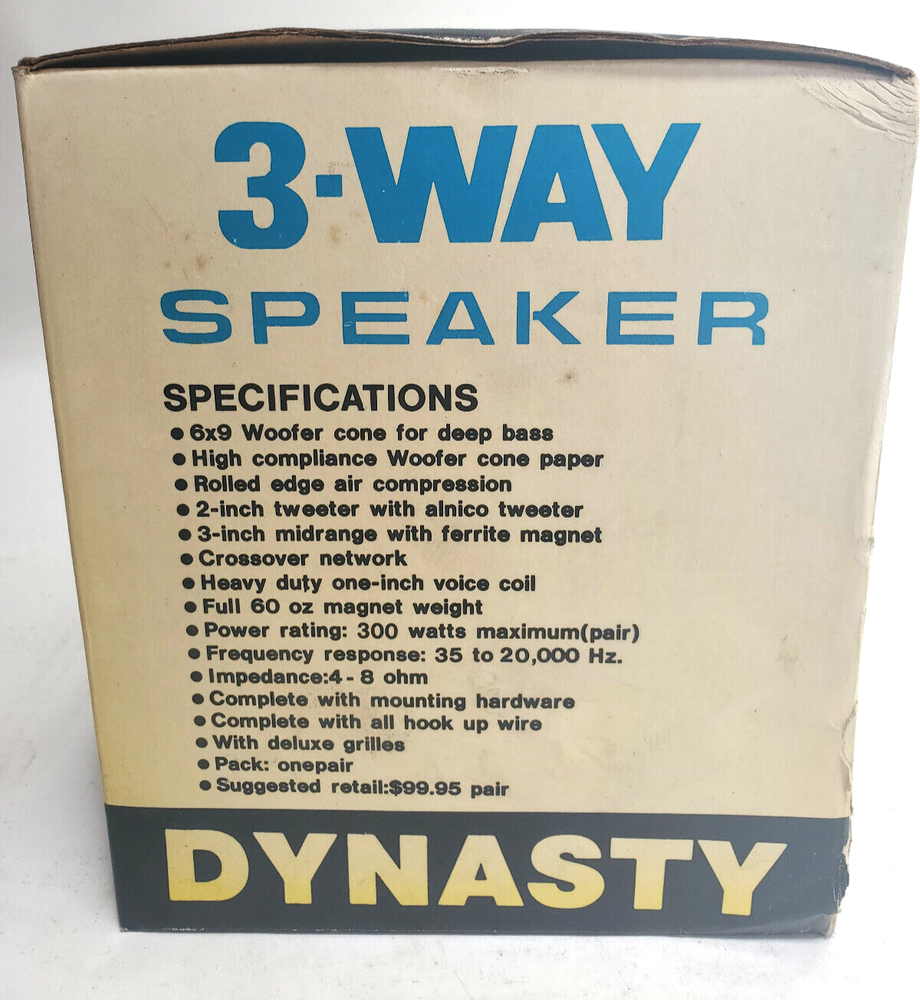 3-WAY
SPEAKER
SPECIFICATIONS
● 6x9 Woofer cone for deep bass
● High compliance Woofer cone paper
● Rolled edge air compression
● 2-inch tweeter with alnico tweeter
● 3-inch midrange with ferrite magnet
● Crossover network
● Heavy duty one-inch voice coil
● Full 60 oz magnet weight
● Power rating: 300 watts maximum(pair)
● Frequency response: 35 to 20,000 Hz.
● Impedance:4 - 8 ohm
● Complete with mounting hardware
● Complete with all hook up wire
● With deluxe grilles
● Pack: onepair
● Suggested retail:$99.95 pair
DYNASTY